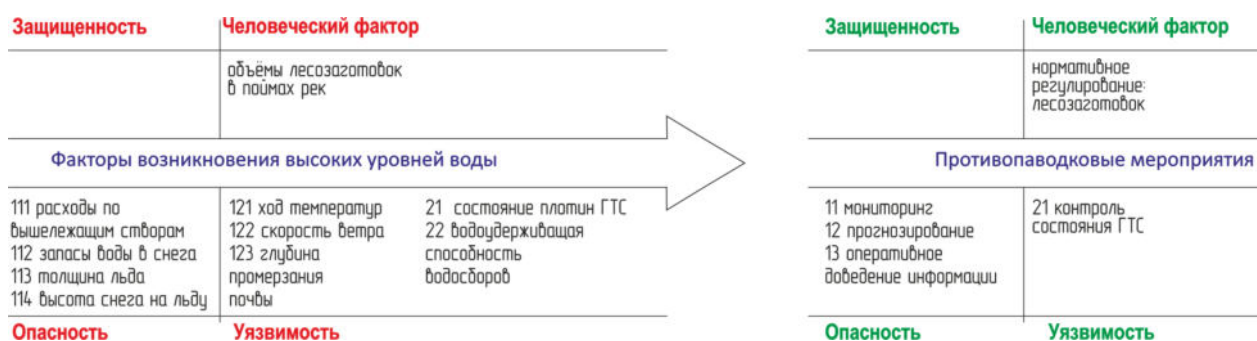 Защищенность
Человеческий фактор
объёмы лесозаготовок
в поймах рек
Факторы возникновения высоких уровней воды
111 расходы по
вышележащим створам
112 запасы воды в снега
113 толщина льда
114 высота снега на льду
121 ход температур
122 скорость ветра
123 глубина
промерзания
почвы
21 состояние плотин ГТС
22 водоудерживащая
способность
водосборов
Опасность
Уязвимость
Защищенность
Человеческий фактор
нормативное
регулирование:
лесозаготовок
Противопаводковые мероприятия
11 мониторинг
12 прогнозирование
13 оперативное
доведение информации
21 контроль
состояния ГТС
Опасность
Уязвимость